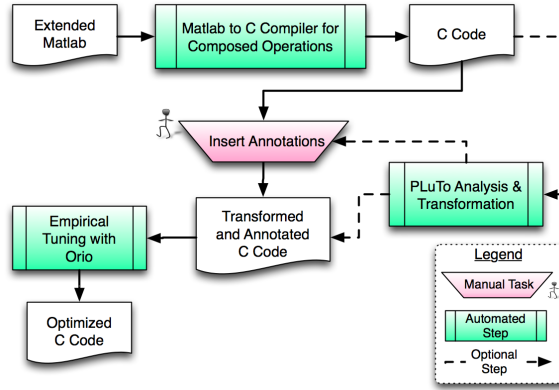 Extended
Matlab
Matlab to C Compiler for
Composed Operations
C Code
Insert Annotations
PLuTo Analysis &
Transformation
Transformed
and Annotated
C Code
Empirical
Tuning with
Orio
Optimized
C Code
Legend
Manual Task
Automated
Step
Optional
Step